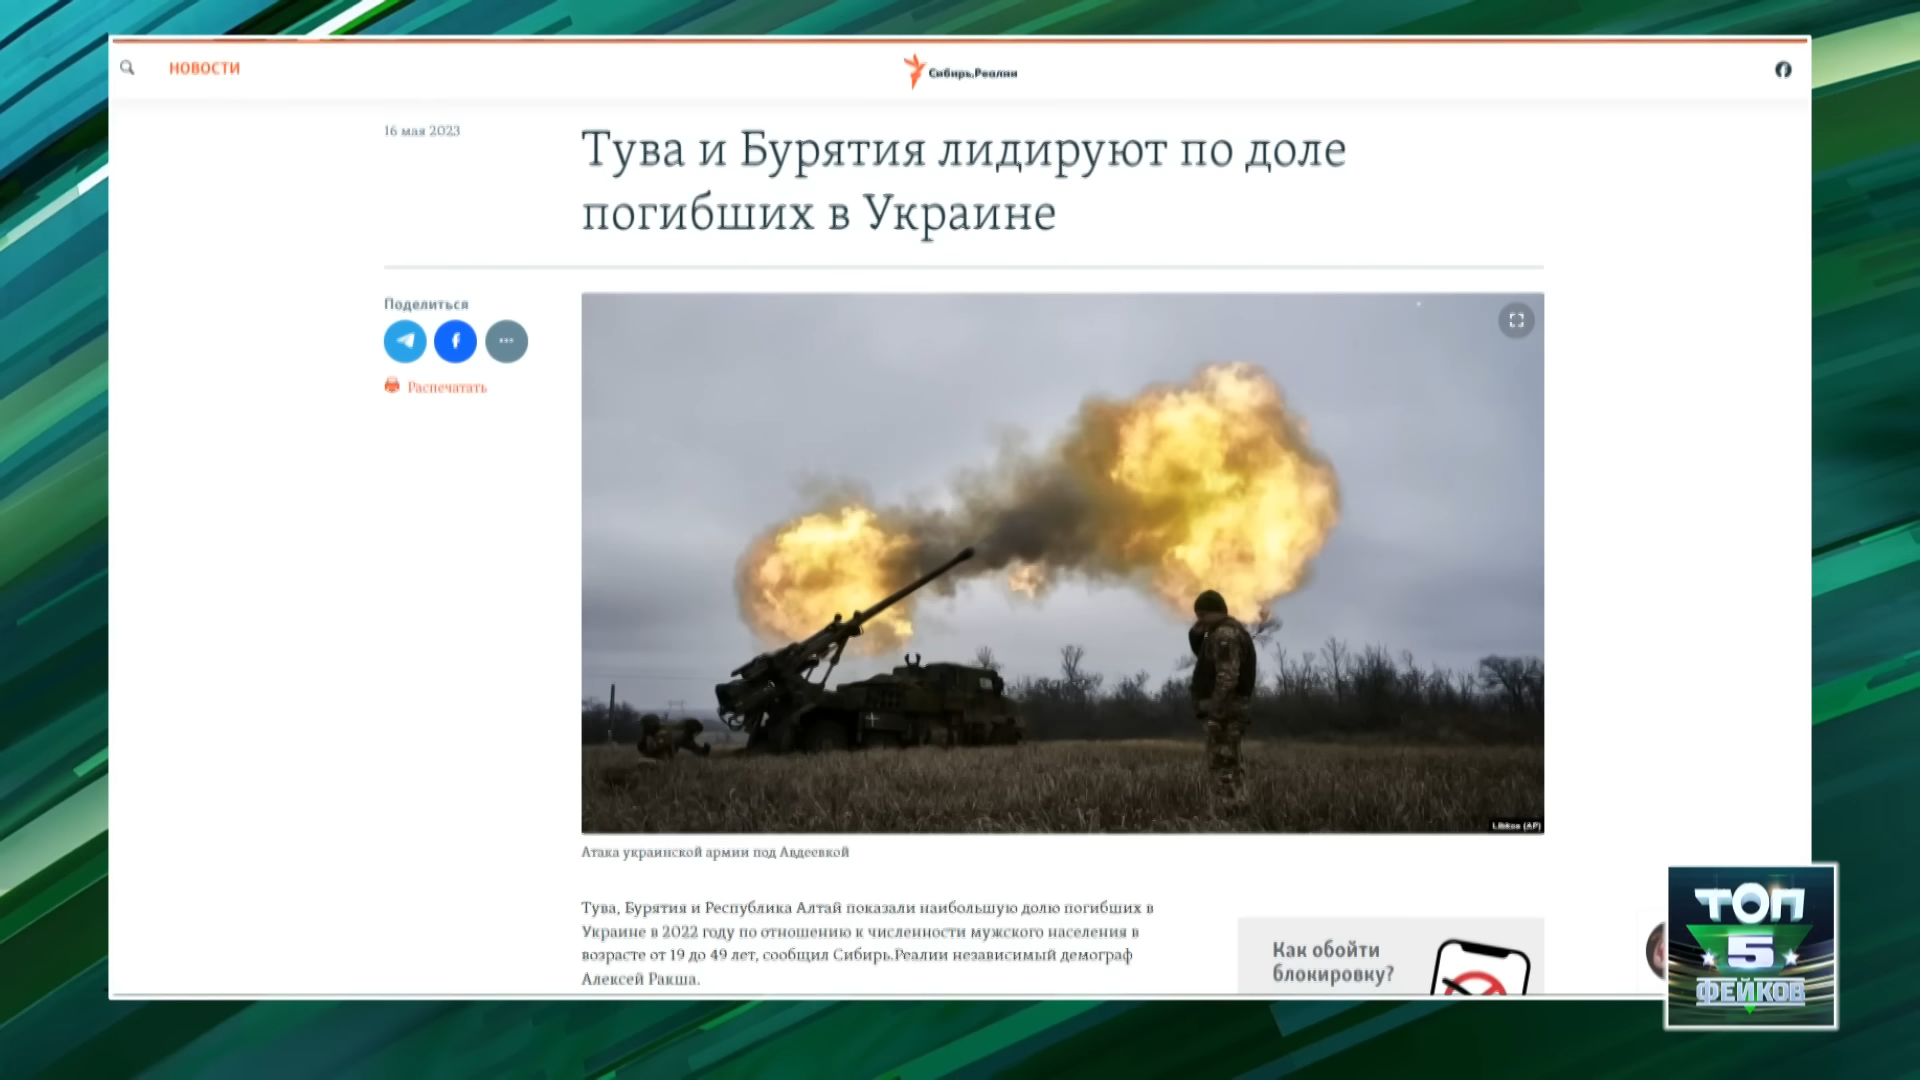 НОВОСТИ
Сибирь.Реалии
16 мая 2023
Тува и Бурятия лидируют по доле
погибших в Украине
Поделиться
Распечатать
Libkos (AP)
Атака украинской армии под Авдеевкой
Тува, Бурятия и Республика Алтай показали наибольшую долю погибших в
Украине в 2022 году по отношению к численности мужского населения в
возрасте от 19 до 49 лет, сообщил Сибирь.Реалии независимый демограф
Алексей Ракша.
Как обойти
блокировку?
ТОП
5
ФЕЙКОВ